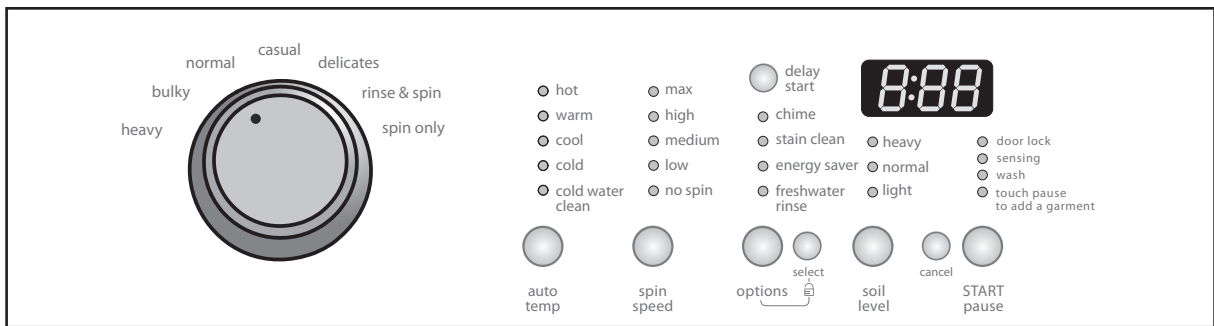 casual
normal
delicates
bulky
rinse & spin
heavy
spin only
hot
warm
cool
cold
cold water
clean
auto
temp
max
high
medium
low
no spin
spin
speed
delay
start
chime
stain clean
energy saver
freshwater
rinse
options
select
8:88
heavy
normal
light
soil
level
door lock
sensing
wash
touch pause
to add a garment
cancel
START
pause